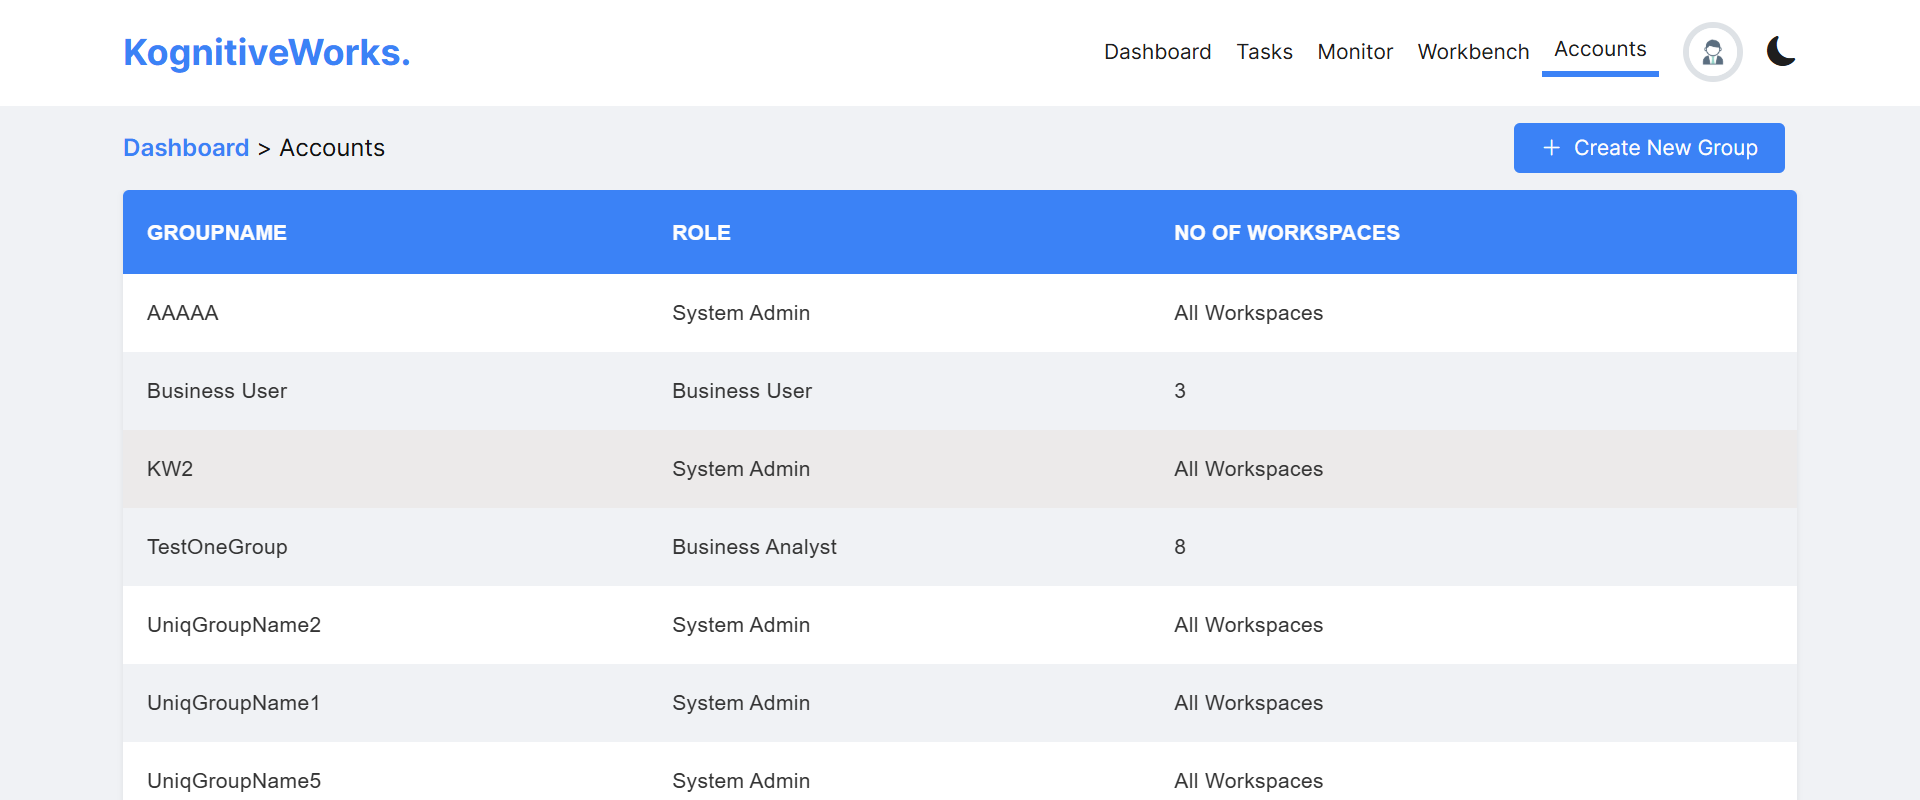 KognitiveWorks.
Dashboard Tasks Monitor Workbench Accounts
Dashboard > Accounts
+ Create New Group
GROUPNAME ROLE NO OF WORKSPACES
AAAAA System Admin All Workspaces
Business User Business User 3
KW2 System Admin All Workspaces
TestOneGroup Business Analyst 8
UniqGroupName2 System Admin All Workspaces
UniqGroupName1 System Admin All Workspaces
UniqGroupName5 System Admin All Workspaces